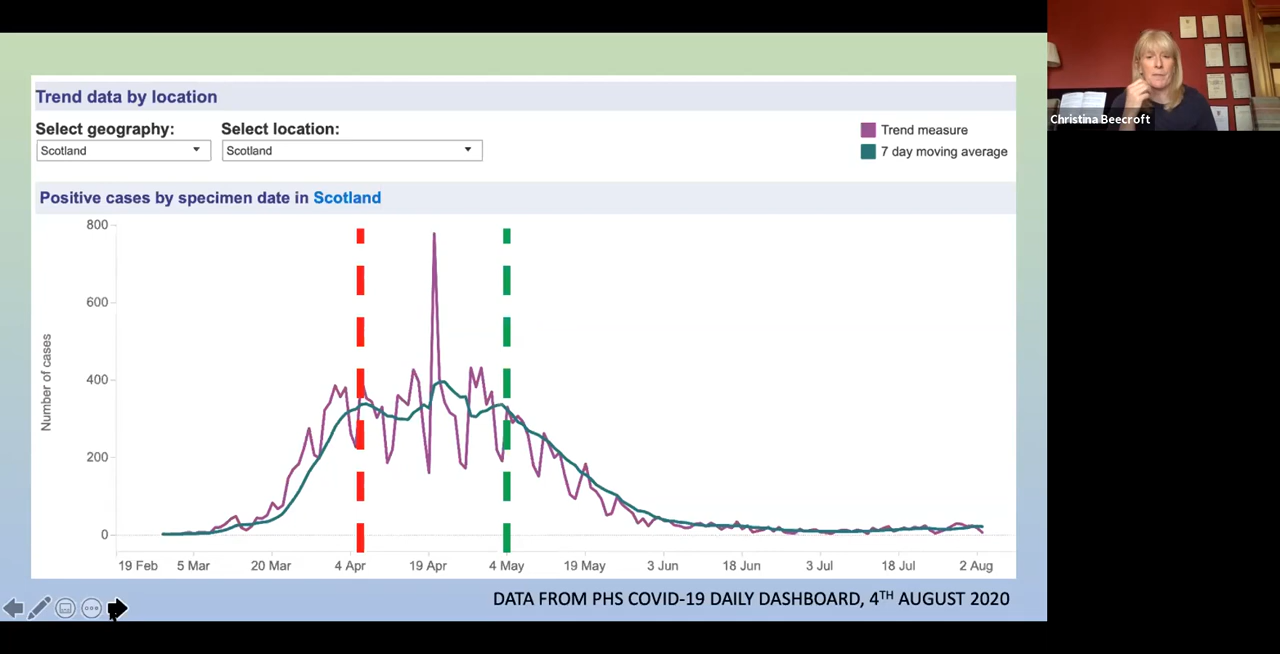 Trend data by location
Select geography:
Select location:
Scotland
Scotland
Trend measure
7 day moving average
Positive cases by specimen date in Scotland
Number of cases
800
600
400
200
0
19 Feb 5 Mar 20 Mar 4 Apr 19 Apr 4 May 19 May 3 Jun 18 Jun 3 Jul 18 Jul 2 Aug
DATA FROM PHS COVID-19 DAILY DASHBOARD, 4TH AUGUST 2020
Christina Beecroft